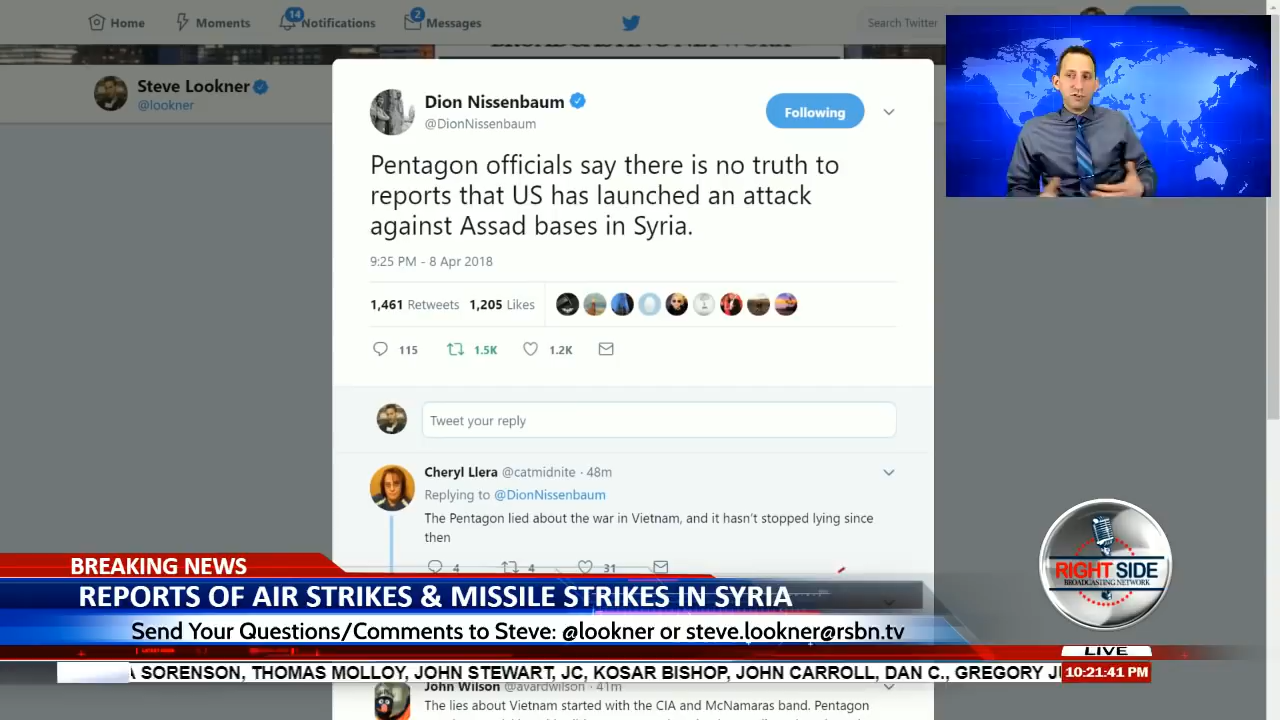 Home
Moments
14
Notifications
2
Messages
Search Twitter
Steve Lookner
@lookner
Dion Nissenbaum
@DionNissenbaum
Following
Pentagon officials say there is no truth to
reports that US has launched an attack
against Assad bases in Syria.
9:25 PM - 8 Apr 2018
1,461 Retweets 1,205 Likes
115 1.5K 1.2K
Tweet your reply
Cheryl Llera @catmidnite · 48m
Replying to @DionNissenbaum
The Pentagon lied about the war in Vietnam, and it hasn't stopped lying since
then
4 4 31
BREAKING NEWS
REPORTS OF AIR STRIKES & MISSILE STRIKES IN SYRIA
Send Your Questions/Comments to Steve: @lookner or steve.lookner@rsbn.tv
RIGHT SIDE
BROADCASTING NETWORK
LIVE
A SORENSON, THOMAS MOLLOY, JOHN STEWART, JC, KOSAR BISHOP, JOHN CARROLL, DAN C., GREGORY JU
10:21:41 PM
John Wilson @avardwilson · 41m
The lies about Vietnam started with the CIA and McNamaras band. Pentagon